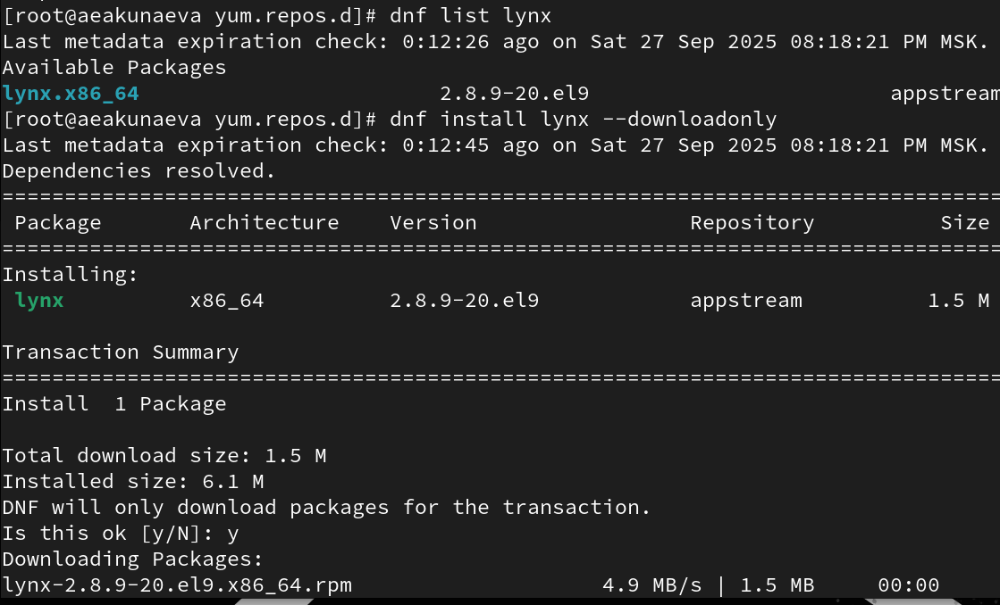 [root@aeakunaeva yum.repos.d]# dnf list lynx
Last metadata expiration check: 0:12:26 ago on Sat 27 Sep 2025 08:18:21 PM MSK.
Available Packages
lynx.x86_64 2.8.9-20.el9 appstream
[root@aeakunaeva yum.repos.d]# dnf install lynx --downloadonly
Last metadata expiration check: 0:12:45 ago on Sat 27 Sep 2025 08:18:21 PM MSK.
Dependencies resolved.
================================================================================
Package Architecture Version Repository Size
================================================================================
Installing:
lynx x86_64 2.8.9-20.el9 appstream 1.5 M
Transaction Summary
================================================================================
Install 1 Package
Total download size: 1.5 M
Installed size: 6.1 M
DNF will only download packages for the transaction.
Is this ok [y/N]: y
Downloading Packages:
lynx-2.8.9-20.el9.x86_64.rpm 4.9 MB/s | 1.5 MB 00:00